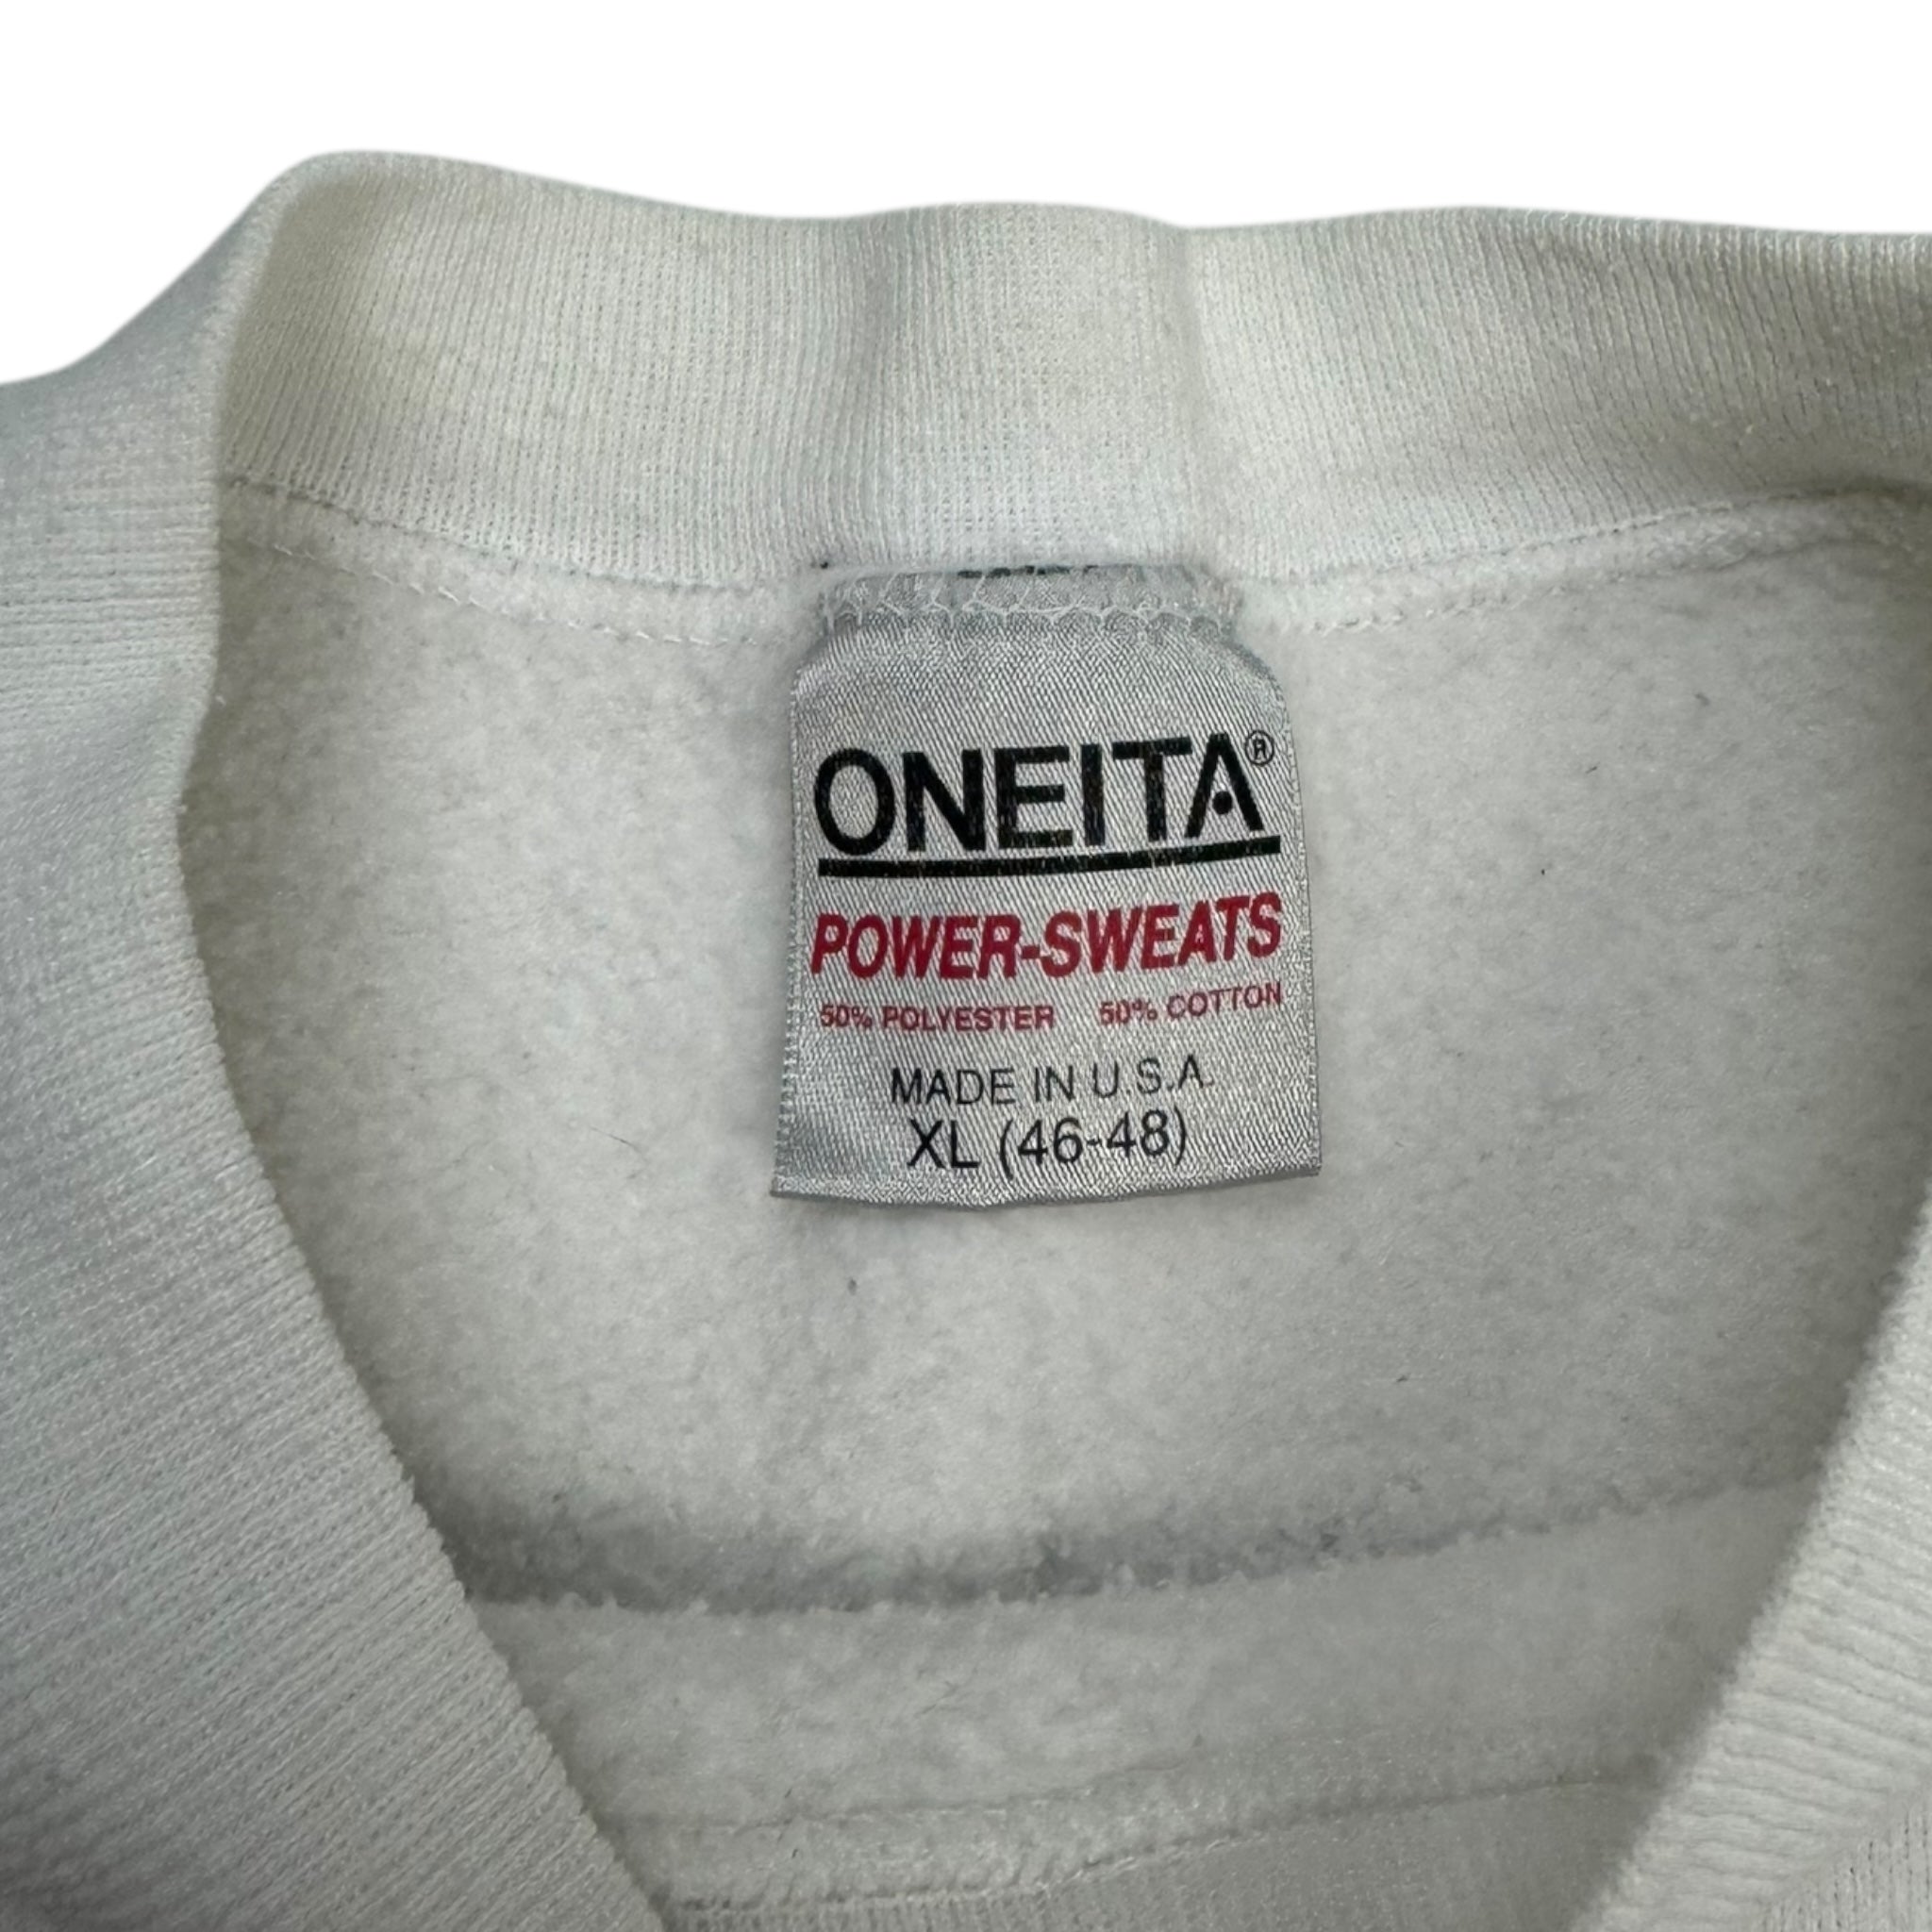 ONEITA®
POWER-SWEATS
50% POLYESTER 50% COTTON
MADE IN U.S.A.
XL (46-48)